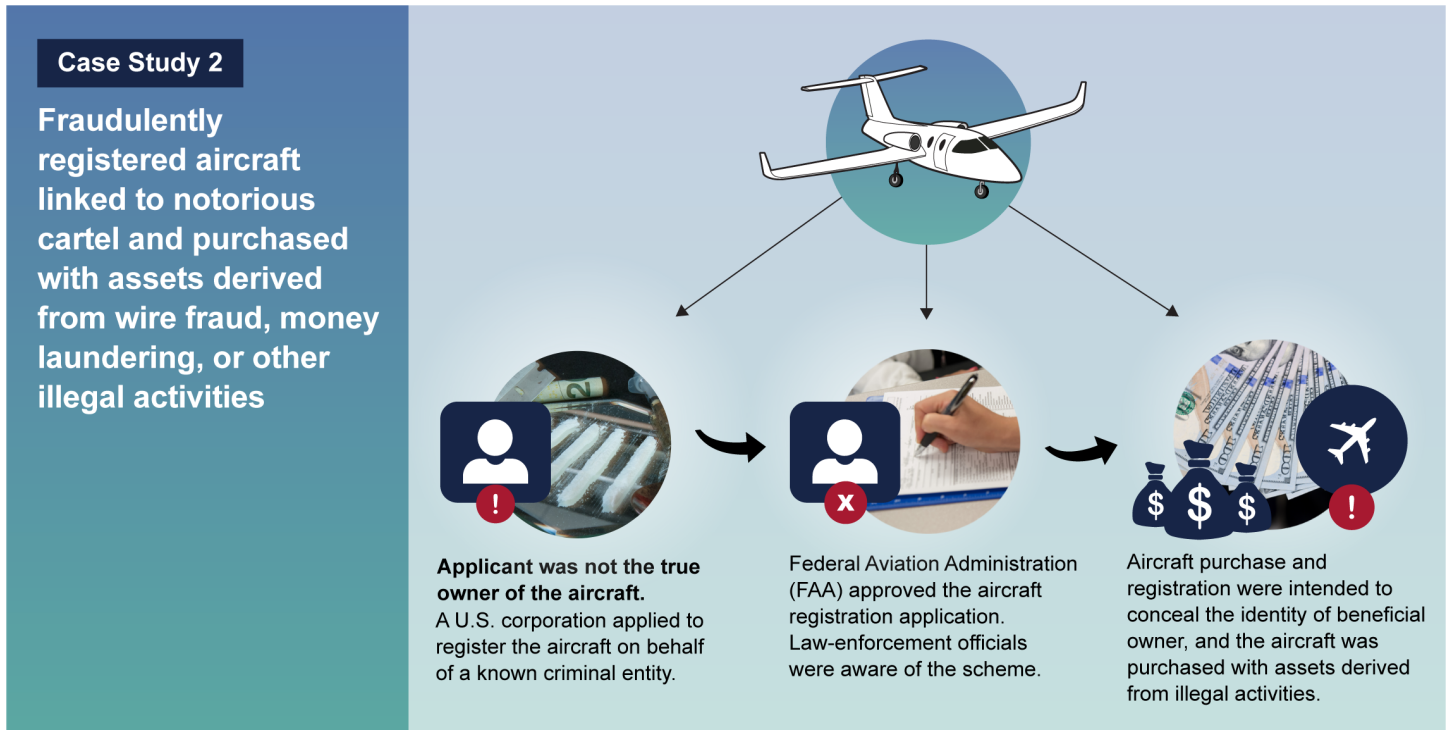 Case Study 2
Fraudulently
registered aircraft
linked to notorious
cartel and purchased
with assets derived
from wire fraud, money
laundering, or other
illegal activities
!
X
$
$
$
!
Applicant was not the true
owner of the aircraft.
A U.S. corporation applied to
register the aircraft on behalf
of a known criminal entity.
Federal Aviation Administration
(FAA) approved the aircraft
registration application.
Law-enforcement officials
were aware of the scheme.
Aircraft purchase and
registration were intended to
conceal the identity of beneficial
owner, and the aircraft was
purchased with assets derived
from illegal activities.